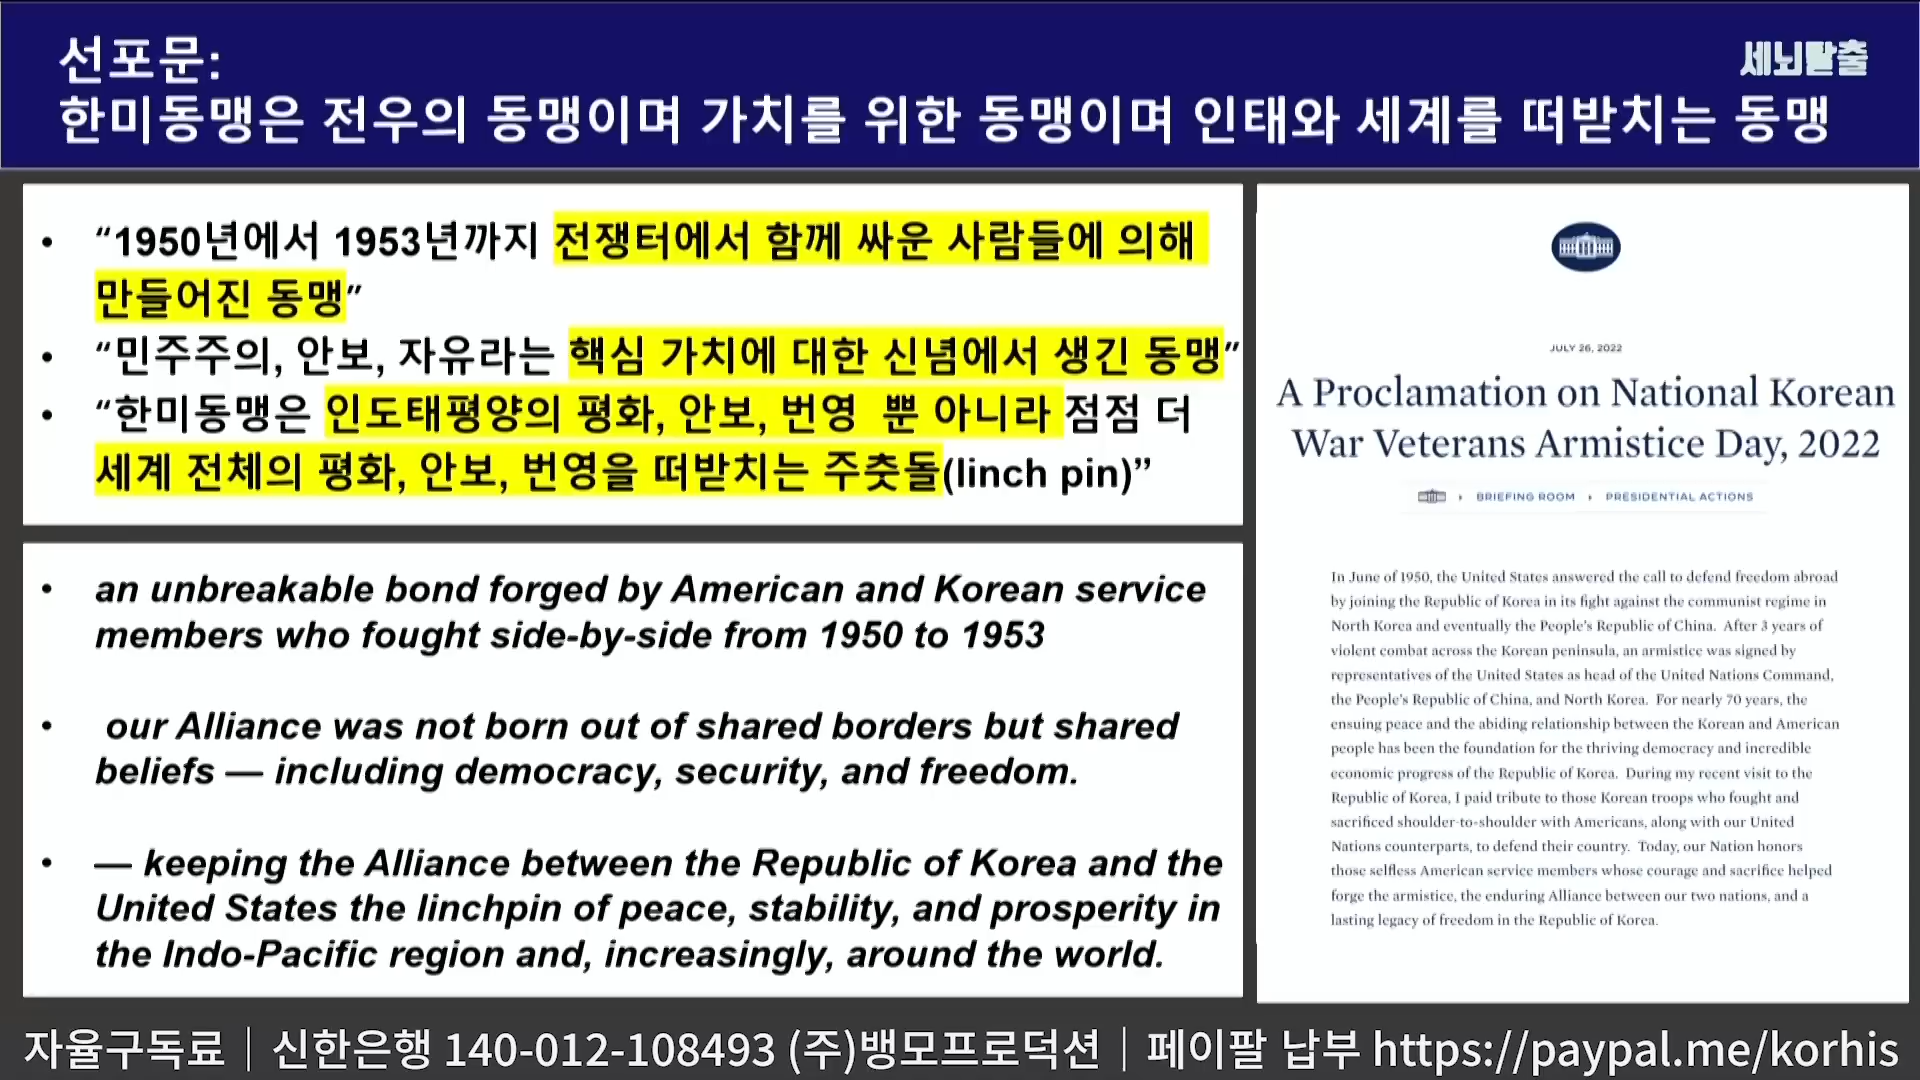 선포문:
세뇌탈출
한미동맹은 전우의 동맹이며 가치를 위한 동맹이며 인태와 세계를 떠받치는 동맹
• “1950년에서 1953년까지 전쟁터에서 함께 싸운 사람들에 의해
만들어진 동맹”
• “민주주의, 안보, 자유라는 핵심 가치에 대한 신념에서 생긴 동맹”
• “한미동맹은 인도태평양의 평화, 안보, 번영 뿐 아니라 점점 더
세계 전체의 평화, 안보, 번영을 떠받치는 주춧돌(linch pin)”
• an unbreakable bond forged by American and Korean service
members who fought side-by-side from 1950 to 1953
• our Alliance was not born out of shared borders but shared
beliefs — including democracy, security, and freedom.
• — keeping the Alliance between the Republic of Korea and the
United States the linchpin of peace, stability, and prosperity in
the Indo-Pacific region and, increasingly, around the world.
JULY 26, 2022
A Proclamation on National Korean
War Veterans Armistice Day, 2022
BRIEFING ROOM › PRESIDENTIAL ACTIONS
In June of 1950, the United States answered the call to defend freedom abroad
by joining the Republic of Korea in its fight against the communist regime in
North Korea and eventually the People's Republic of China. After 3 years of
violent combat across the Korean peninsula, an armistice was signed by
representatives of the United States as head of the United Nations Command,
the People's Republic of China, and North Korea. For nearly 70 years, the
ensuing peace and the abiding relationship between the Korean and American
people has been the foundation for the thriving democracy and incredible
economic progress of the Republic of Korea. During my recent visit to the
Republic of Korea, I paid tribute to those Korean troops who fought and
sacrificed shoulder-to-shoulder with Americans, along with our United
Nations counterparts, to defend their country. Today, our Nation honors
those selfless American service members whose courage and sacrifice helped
forge the armistice, the enduring Alliance between our two nations, and a
lasting legacy of freedom in the Republic of Korea.
자율구독료 | 신한은행 140-012-108493 (주)뱅모프로덕션 | 페이팔 납부 https://paypal.me/korhis